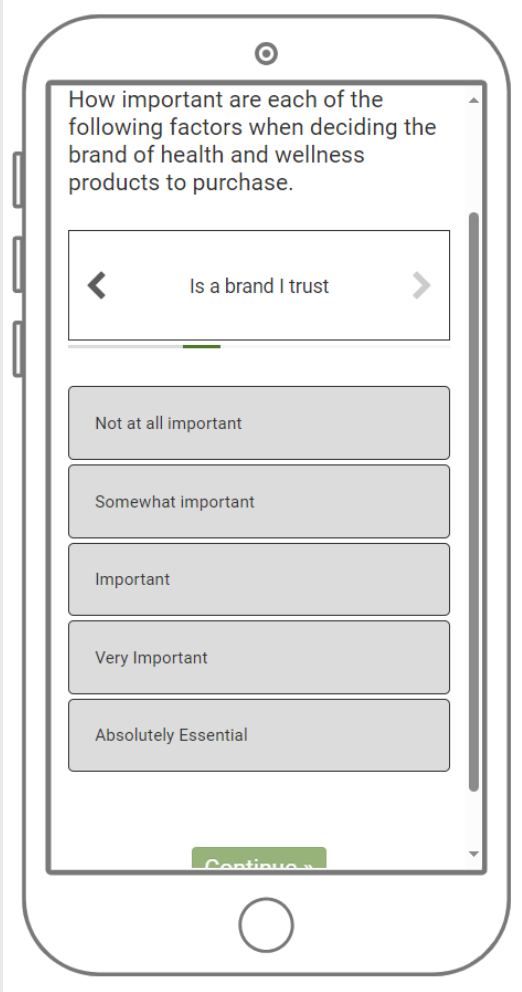 How important are each of the
following factors when deciding the
brand of health and wellness
products to purchase.
Is a brand I trust
Not at all important
Somewhat important
Important
Very Important
Absolutely Essential
Continue »